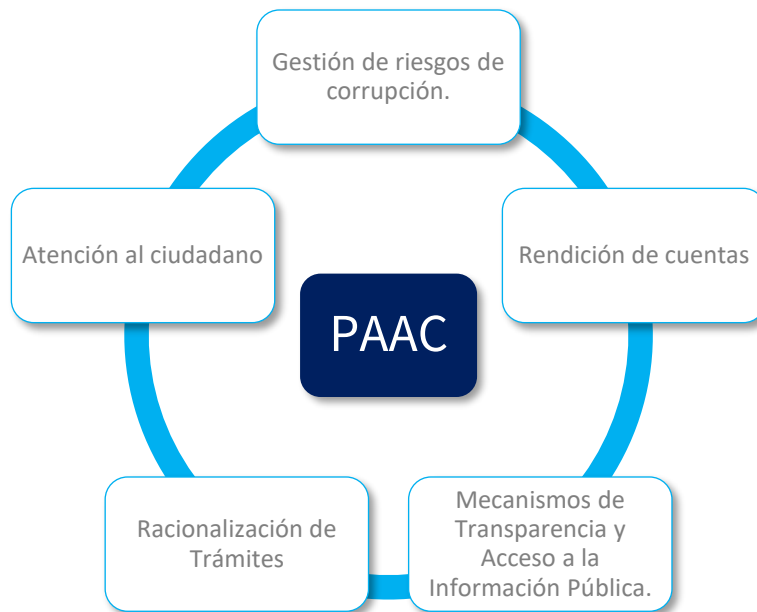 Gestión de riesgos de
corrupción.
Atención al ciudadano
Rendición de cuentas
PAAC
Racionalización de
Trámites
Mecanismos de
Transparencia y
Acceso a la
Información Pública.